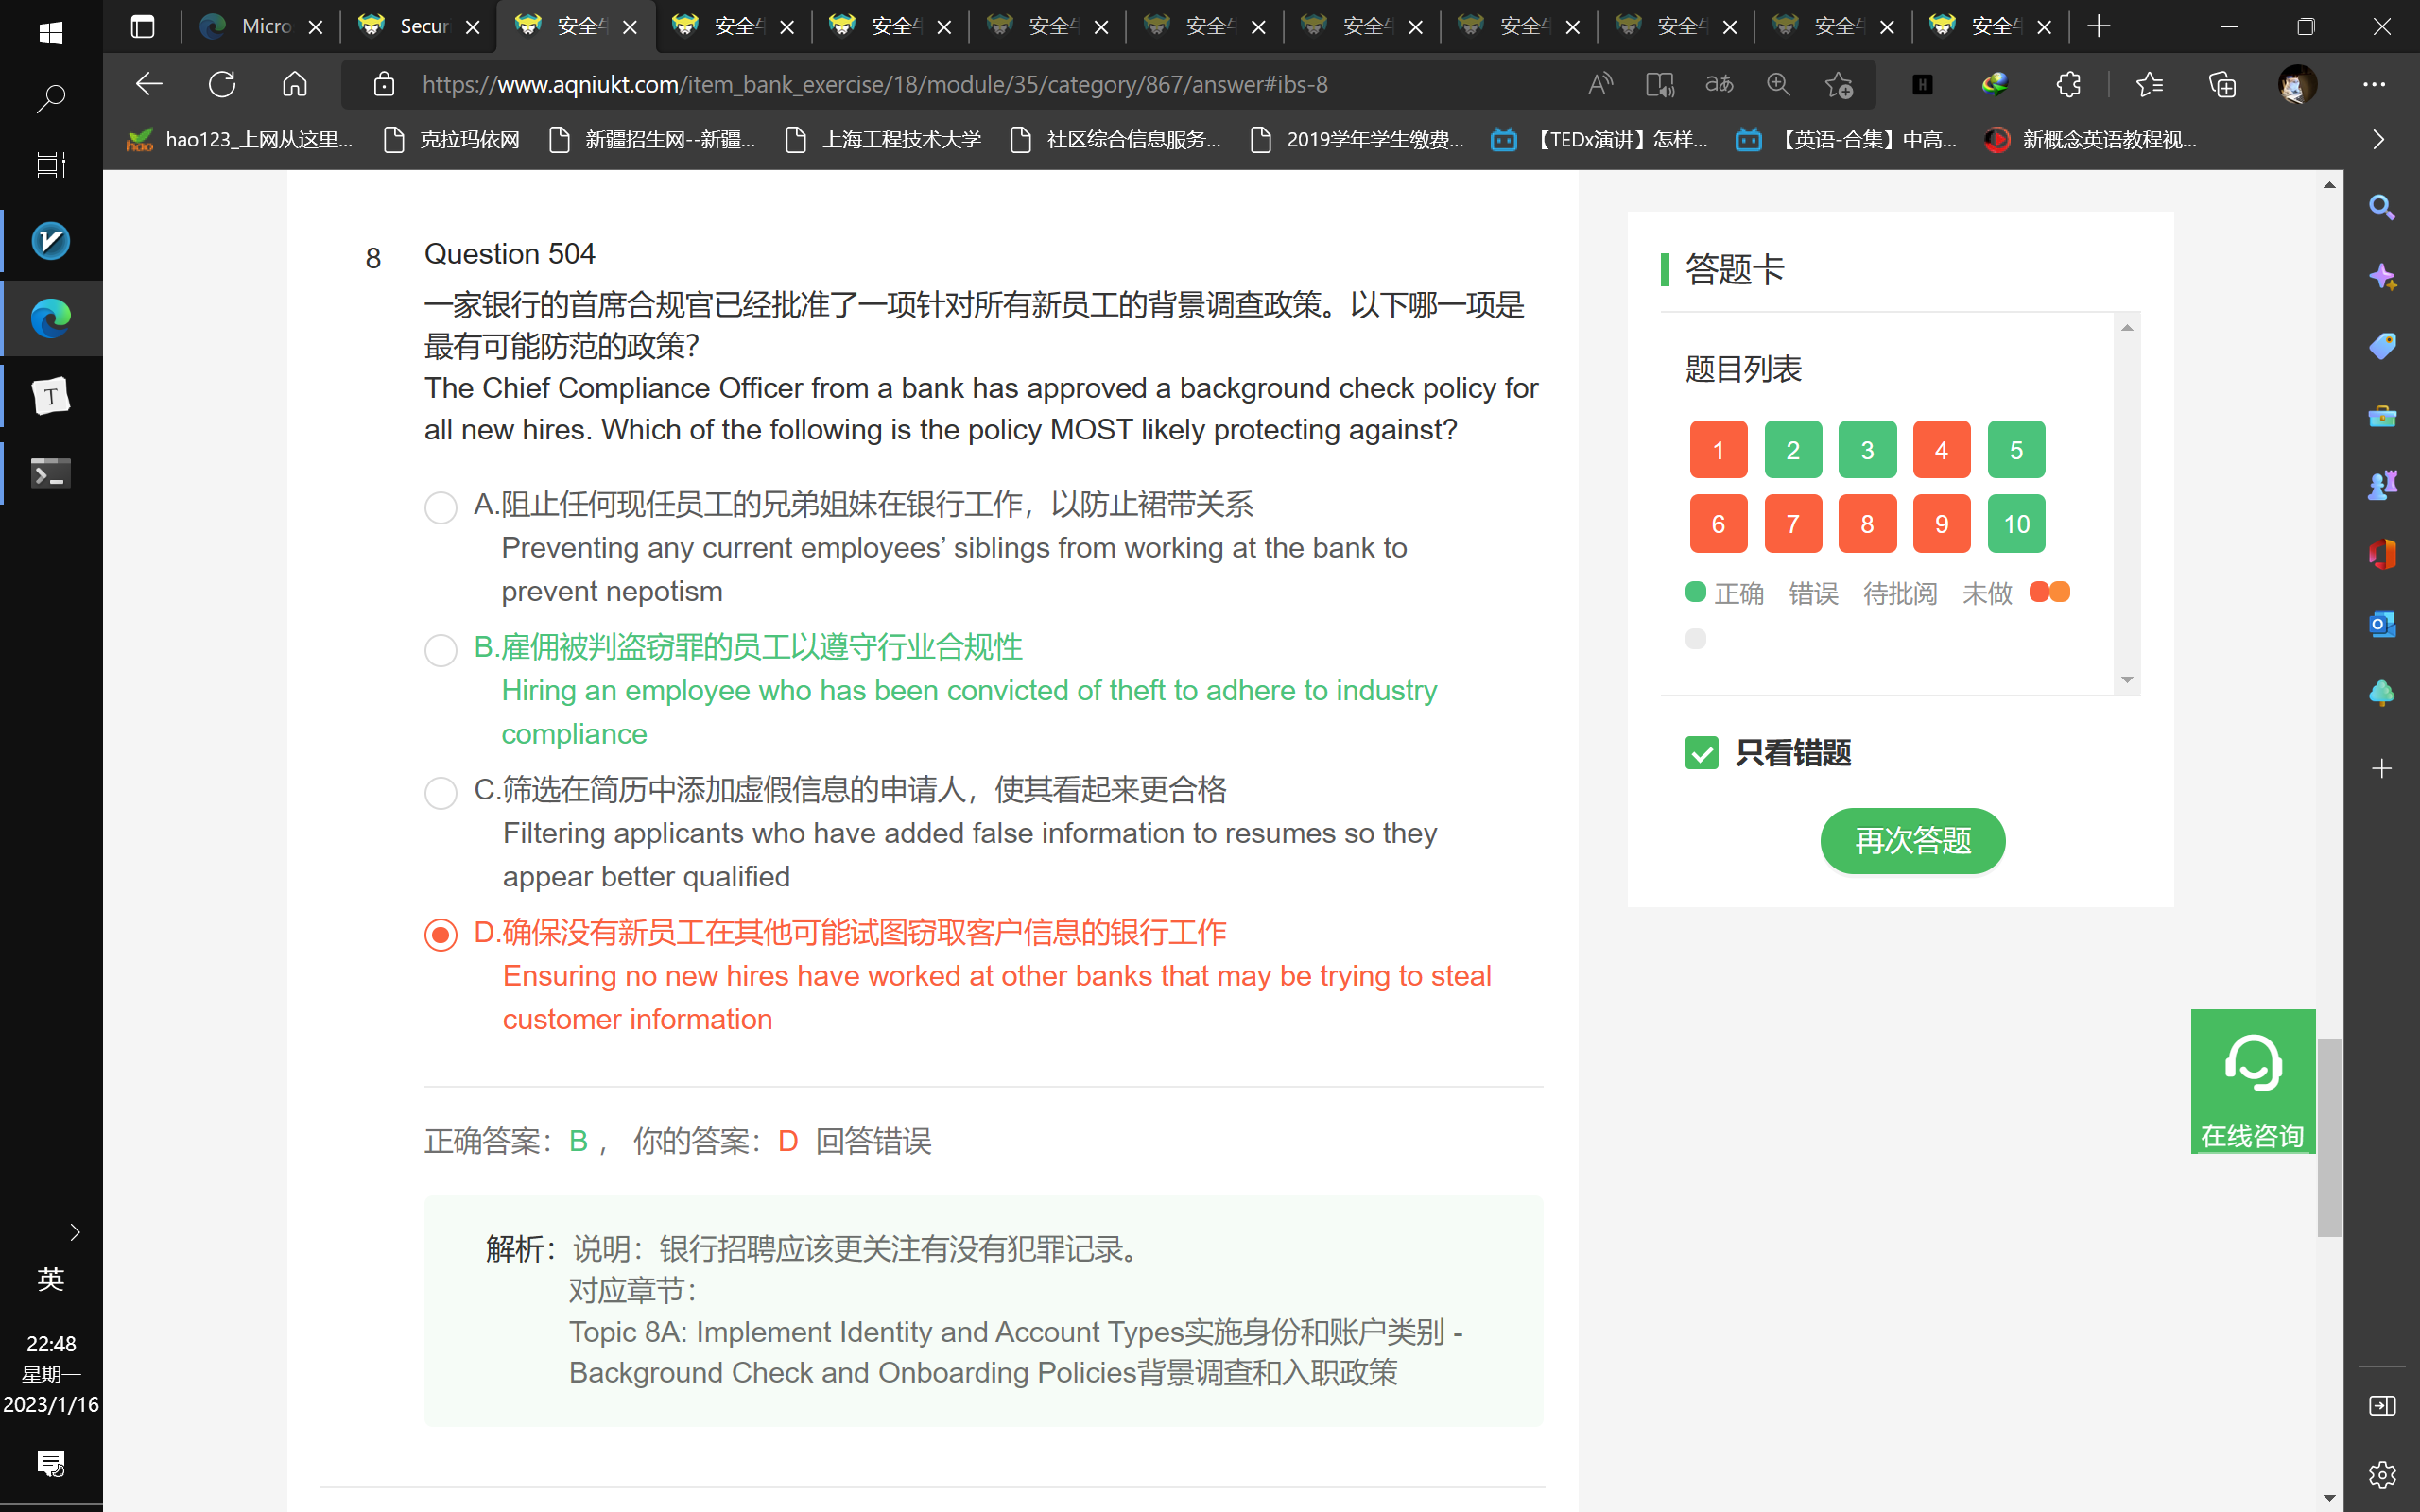 Micro
Secur
安全
安全
安全
安全
安全
安全
安全
安全
安全
安全
https://www.aqniukt.com/item_bank_exercise/18/module/35/category/867/answer#ibs-8
hao123_上网从这里...
克拉玛依网
新疆招生网--新疆...
上海工程技术大学
社区综合信息服务...
2019学年学生缴费...
【TEDx演讲】怎样...
【英语-合集】中高...
新概念英语教程视...
8
Question 504
一家银行的首席合规官已经批准了一项针对所有新员工的背景调查政策。以下哪一项是
最有可能防范的政策？
The Chief Compliance Officer from a bank has approved a background check policy for
all new hires. Which of the following is the policy MOST likely protecting against?
A.阻止任何现任员工的兄弟姐妹在银行工作，以防止裙带关系
Preventing any current employees’ siblings from working at the bank to
prevent nepotism
B.雇佣被判盗窃罪的员工以遵守行业合规性
Hiring an employee who has been convicted of theft to adhere to industry
compliance
C.筛选在简历中添加虚假信息的申请人，使其看起来更合格
Filtering applicants who have added false information to resumes so they
appear better qualified
D.确保没有新员工在其他可能试图窃取客户信息的银行工作
Ensuring no new hires have worked at other banks that may be trying to steal
customer information
正确答案：B ， 你的答案：D 回答错误
解析：说明：银行招聘应该更关注有没有犯罪记录。
对应章节：
Topic 8A: Implement Identity and Account Types实施身份和账户类别 -
Background Check and Onboarding Policies背景调查和入职政策
答题卡
题目列表
1 2 3 4 5
6 7 8 9 10
正确 错误 待批阅 未做
只看错题
再次答题
在线咨询
英
22:48
星期一
2023/1/16